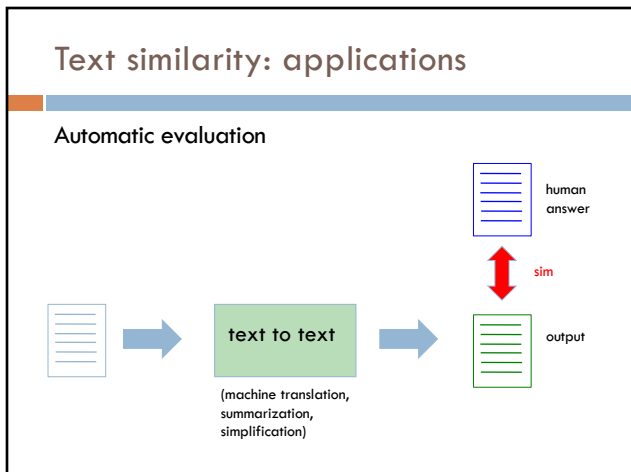 Text similarity: applications
Automatic evaluation
human
answer
sim
text to text
output
(machine translation,
summarization,
simplification)